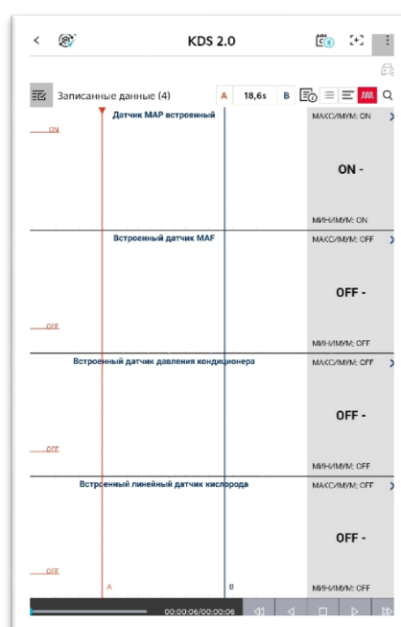 KDS 2.0
Записанные данные (4) A 18,6s B
Датчик МАР встроенный МАКСИМУМ: ON
ON
ON -
МИНИМУМ: ON
Встроенный датчик MAF МАКСИМУМ: OFF
OFF -
OFF
МИНИМУМ: OFF
Встроенный датчик давления кондиционера МАКСИМУМ: OFF
OFF -
OFF
МИНИМУМ: OFF
Встроенный линейный датчик кислорода МАКСИМУМ: OFF
OFF -
OFF
A B МИНИМУМ: OFF
00:00:06/00:00:06